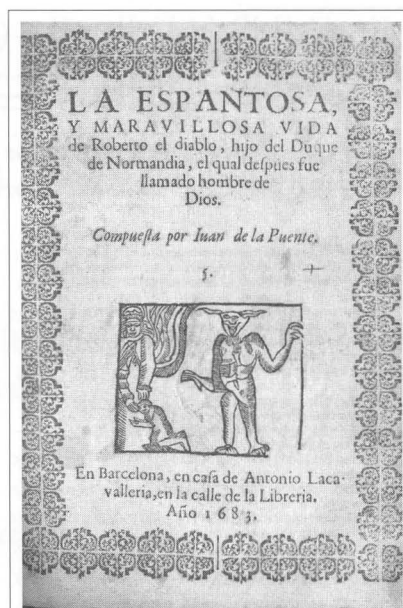 LA ESPANTOSA,
Y MARAVILLOSA VIDA
de Roberto el diablo, hijo del Duque
de Normandia, el qual deſpues fue
llamado hombre de
Dios.
Compueſta por Iuan de la Puente.
5.
En Barcelona, en caſa de Antonio Laca-
valleria, en la calle de la Libreria.
Año 1683.